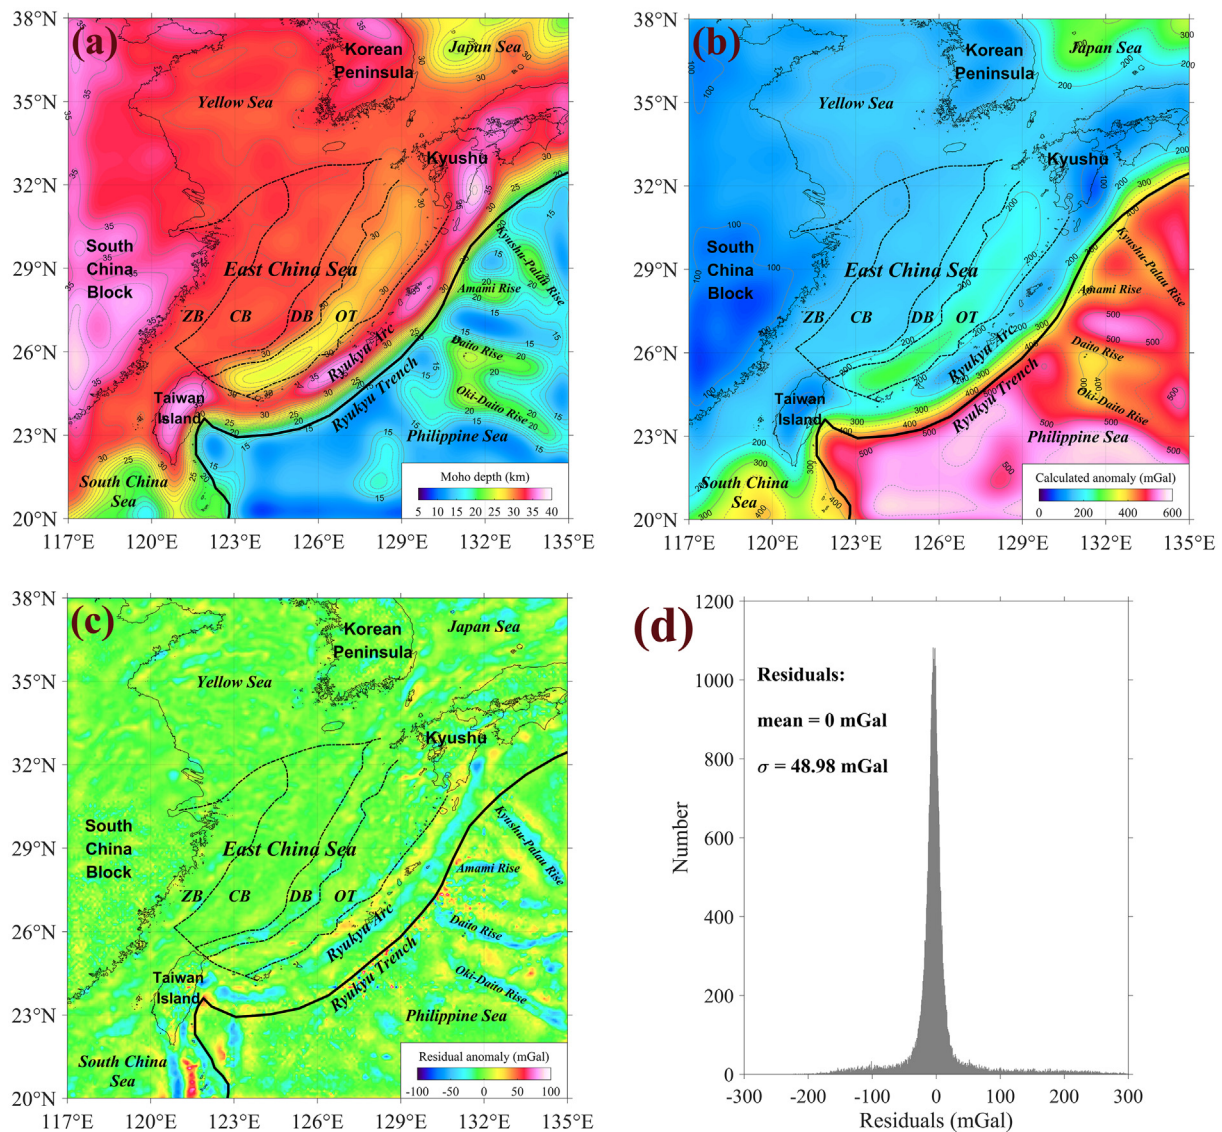 (a)
Korean
Peninsula
Japan Sea
Yellow Sea
Kyushu
South
China
Block
East China Sea
Kyushu-Palau Rise
Amami Rise
ZB
CB
DB
OT
Daito Rise
Ryukyu Arc
Ryukyu Trench
Oki-Daito Rise
Taiwan
Island
Philippine Sea
South China
Sea
Moho depth (km)
5 10 15 20 25 30 35 40
38°N
35°N
32°N
29°N
26°N
23°N
20°N
117°E 120°E 123°E 126°E 129°E 132°E 135°E
(b)
Korean
Peninsula
Japan Sea
Yellow Sea
Kyushu
South
China
Block
East China Sea
Kyushu-Palau Rise
Amami Rise
ZB
CB
DB
OT
Daito Rise
Ryukyu Arc
Ryukyu Trench
Oki-Daito Rise
Taiwan
Island
Philippine Sea
South China
Sea
Calculated anomaly (mGal)
0 200 400 600
38°N
35°N
32°N
29°N
26°N
23°N
20°N
117°E 120°E 123°E 126°E 129°E 132°E 135°E
(c)
Korean
Peninsula
Japan Sea
Yellow Sea
Kyushu
South
China
Block
East China Sea
Kyushu-Palau Rise
Amami Rise
ZB
CB
DB
OT
Daito Rise
Ryukyu Arc
Ryukyu Trench
Oki-Daito Rise
Taiwan
Island
Philippine Sea
South China
Sea
Residual anomaly (mGal)
-100 -50 0 50 100
38°N
35°N
32°N
29°N
26°N
23°N
20°N
117°E 120°E 123°E 126°E 129°E 132°E 135°E
(d)
Residuals:
mean = 0 mGal
σ = 48.98 mGal
Number
1200
1000
800
600
400
200
0
-300 -200 -100 0 100 200 300
Residuals (mGal)